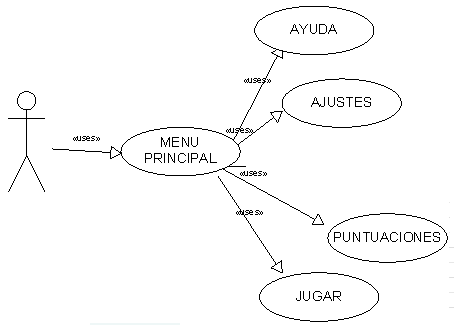 AYUDA
«uses»
AJUSTES
«uses»
«uses»
MENU
PRINCIPAL
«uses»
«uses»
PUNTUACIONES
JUGAR